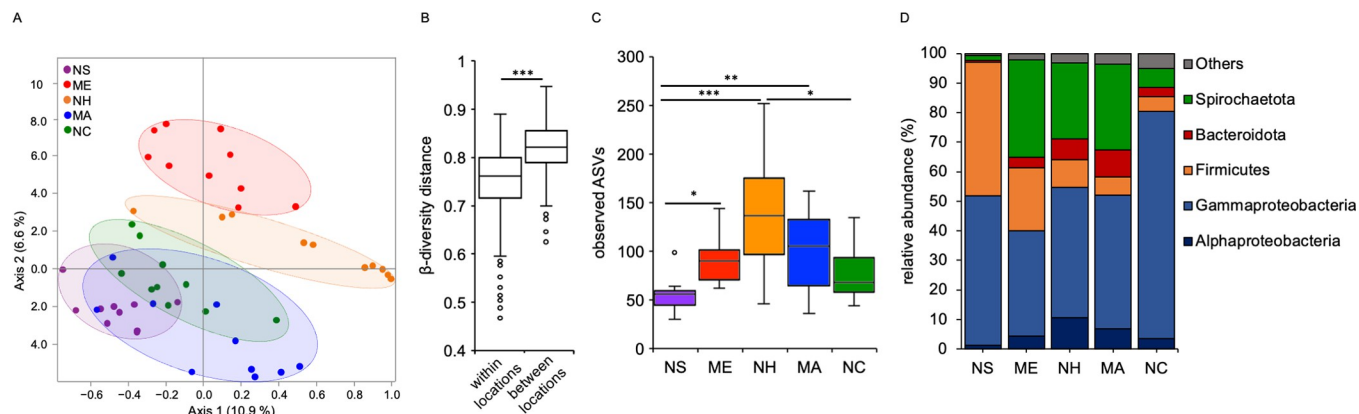 A
NS
ME
NH
MA
NC
10
8.0
6.0
4.0
2.0
0.0
2.0
4.0
Axis 2 (6.6 %)
−0.6 −0.4 −0.2 0.0 0.2 0.4 0.6 0.8 1.0
Axis 1 (10.9 %)
B
***
1
0.9
0.8
0.7
0.6
0.5
0.4
β-diversity distance
within
locations
between
locations
C
300
250
200
150
100
50
0
observed ASVs
**
*** *
*
NS ME NH MA NC
D
100
90
80
70
60
50
40
30
20
10
0
relative abundance (%)
NS ME NH MA NC
Others
Spirochaetota
Bacteroidota
Firmicutes
Gammaproteobacteria
Alphaproteobacteria